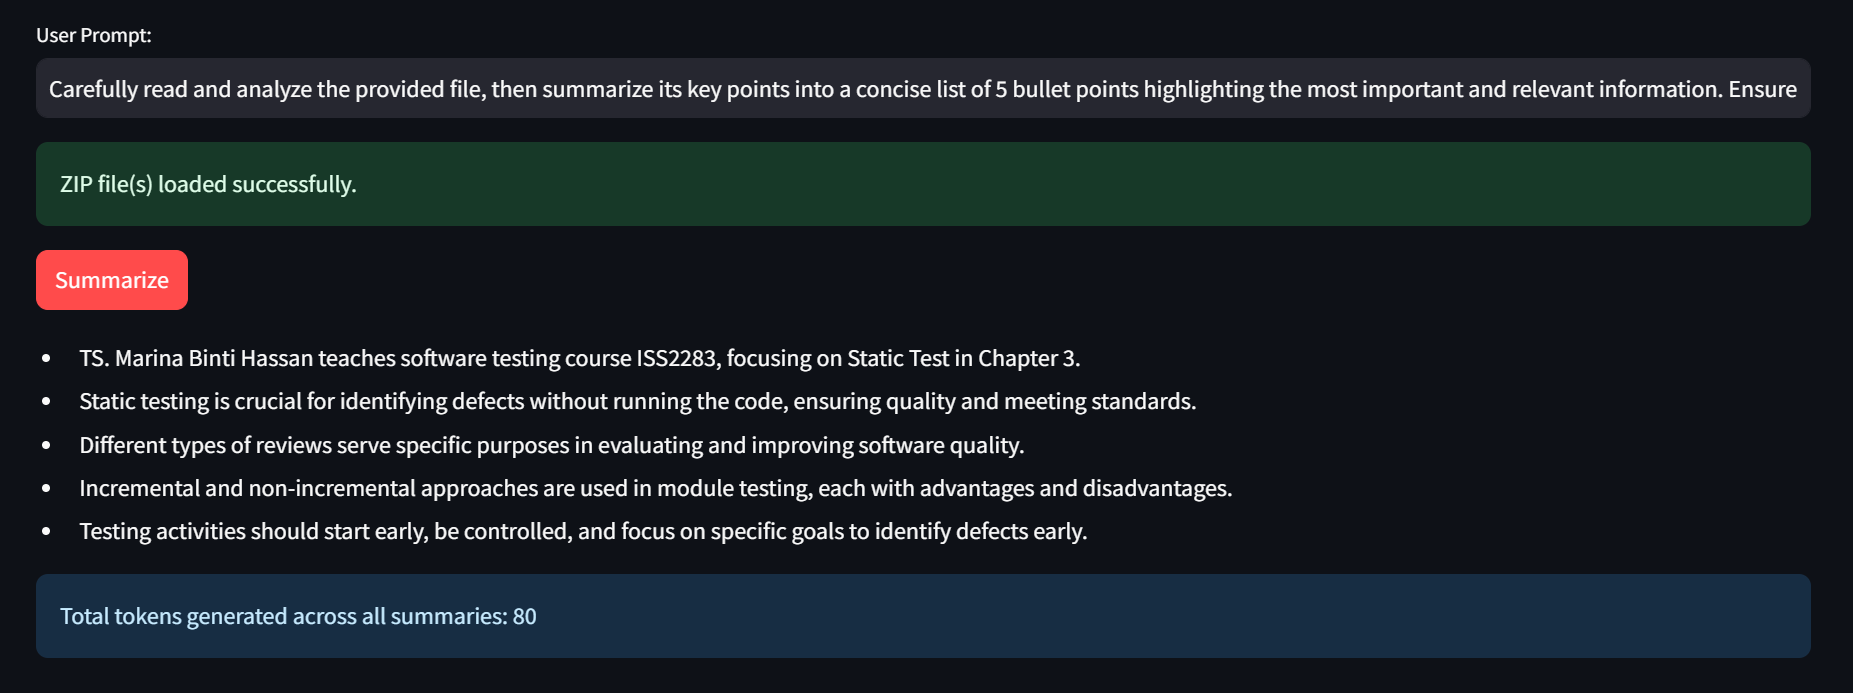 User Prompt:
Carefully read and analyze the provided file, then summarize its key points into a concise list of 5 bullet points highlighting the most important and relevant information. Ensure
ZIP file(s) loaded successfully.
Summarize
• TS. Marina Binti Hassan teaches software testing course ISS2283, focusing on Static Test in Chapter 3.
• Static testing is crucial for identifying defects without running the code, ensuring quality and meeting standards.
• Different types of reviews serve specific purposes in evaluating and improving software quality.
• Incremental and non-incremental approaches are used in module testing, each with advantages and disadvantages.
• Testing activities should start early, be controlled, and focus on specific goals to identify defects early.
Total tokens generated across all summaries: 80